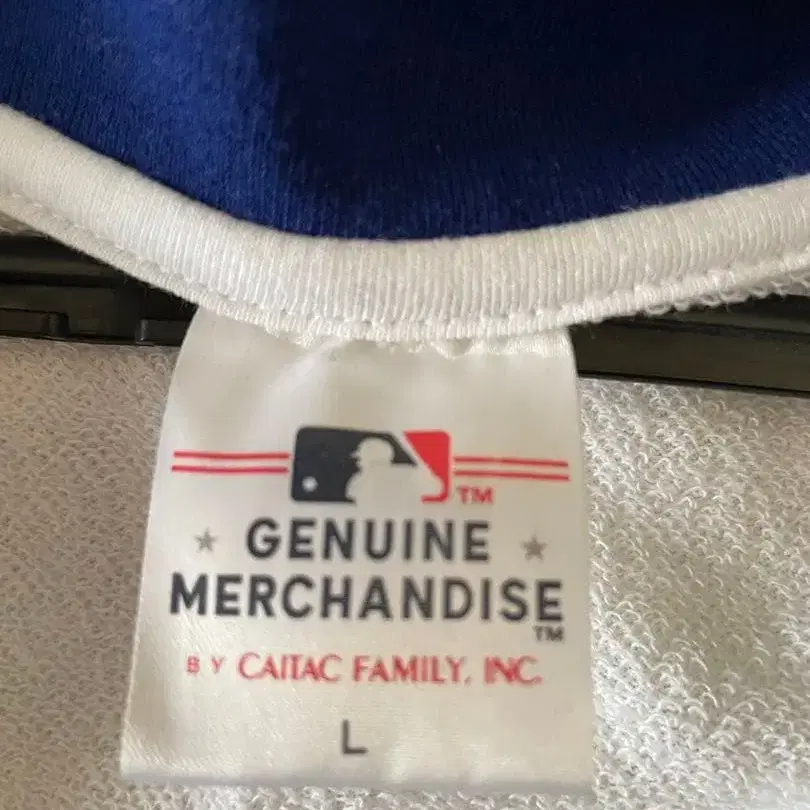 TM
GENUINE
MERCHANDISE
TM
BY CAITAC FAMILY, INC.
L